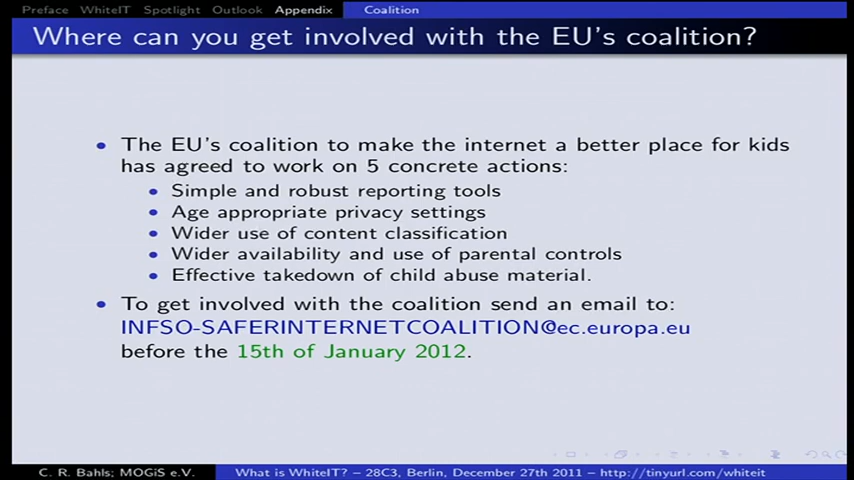 Preface WhiteIT Spotlight Outlook Appendix Coalition
Where can you get involved with the EU's coalition?
• The EU's coalition to make the internet a better place for kids
has agreed to work on 5 concrete actions:
• Simple and robust reporting tools
• Age appropriate privacy settings
• Wider use of content classification
• Wider availability and use of parental controls
• Effective takedown of child abuse material.
• To get involved with the coalition send an email to:
INFSO-SAFERINTERNETCOALITION@ec.europa.eu
before the 15th of January 2012.
C. R. Bahls; MOGiS e.V. What is WhiteIT? – 28C3, Berlin, December 27th 2011 – http://tinyurl.com/whiteit